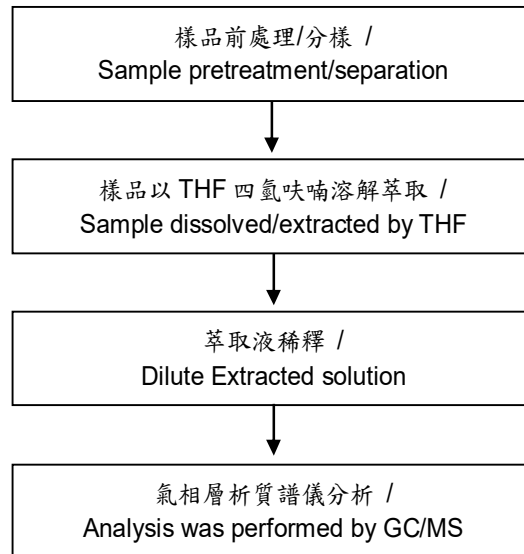 樣品前處理/分樣 /
Sample pretreatment/separation
樣品以 THF 四氫呋喃溶解萃取 /
Sample dissolved/extracted by THF
萃取液稀釋 /
Dilute Extracted solution
氣相層析質譜儀分析 /
Analysis was performed by GC/MS